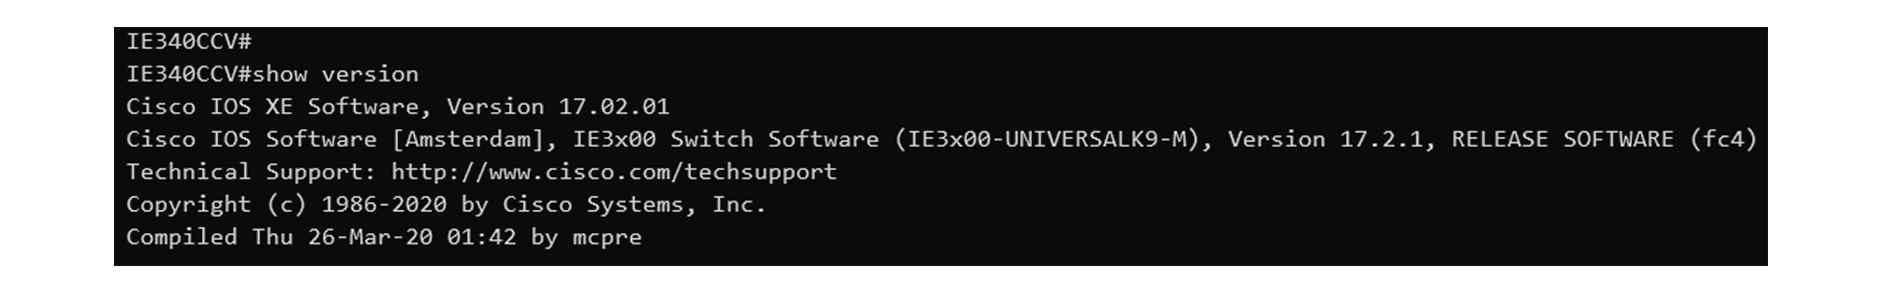 IE340CCV#
IE340CCV#show version
Cisco IOS XE Software, Version 17.02.01
Cisco IOS Software [Amsterdam], IE3x00 Switch Software (IE3x00-UNIVERSALK9-M), Version 17.2.1, RELEASE SOFTWARE (fc4)
Technical Support: http://www.cisco.com/techsupport
Copyright (c) 1986-2020 by Cisco Systems, Inc.
Compiled Thu 26-Mar-20 01:42 by mcpre